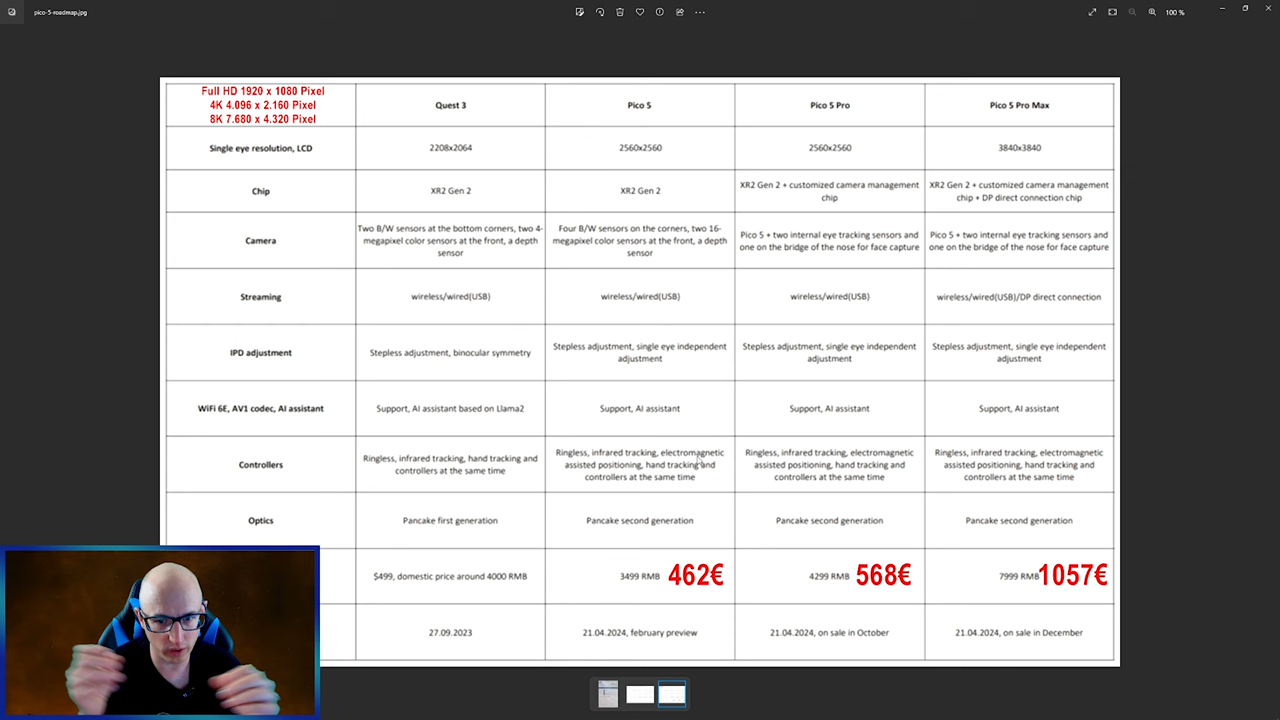 pico-5-roadmap.jpg
100 %
Full HD 1920 x 1080 Pixel
4K 4.096 x 2.160 Pixel
8K 7.680 x 4.320 Pixel
Quest 3
Pico 5
Pico 5 Pro
Pico 5 Pro Max
Single eye resolution, LCD
2208x2064
2560x2560
2560x2560
3840x3840
Chip
XR2 Gen 2
XR2 Gen 2
XR2 Gen 2 + customized camera management
chip
XR2 Gen 2 + customized camera management
chip + DP direct connection chip
Camera
Two B/W sensors at the bottom corners, two 4-
megapixel color sensors at the front, a depth
sensor
Four B/W sensors on the corners, two 16-
megapixel color sensors at the front, a depth
sensor
Pico 5 + two internal eye tracking sensors and
one on the bridge of the nose for face capture
Pico 5 + two internal eye tracking sensors and
one on the bridge of the nose for face capture
Streaming
wireless/wired(USB)
wireless/wired(USB)
wireless/wired(USB)
wireless/wired(USB)/DP direct connection
IPD adjustment
Stepless adjustment, binocular symmetry
Stepless adjustment, single eye independent
adjustment
Stepless adjustment, single eye independent
adjustment
Stepless adjustment, single eye independent
adjustment
WiFi 6E, AV1 codec, AI assistant
Support, AI assistant based on Llama2
Support, AI assistant
Support, AI assistant
Support, AI assistant
Controllers
Ringless, infrared tracking, hand tracking and
controllers at the same time
Ringless, infrared tracking, electromagnetic
assisted positioning, hand tracking and
controllers at the same time
Ringless, infrared tracking, electromagnetic
assisted positioning, hand tracking and
controllers at the same time
Ringless, infrared tracking, electromagnetic
assisted positioning, hand tracking and
controllers at the same time
Optics
Pancake first generation
Pancake second generation
Pancake second generation
Pancake second generation
$499, domestic price around 4000 RMB
3499 RMB 462€
4299 RMB 568€
7999 RMB 1057€
27.09.2023
21.04.2024, february preview
21.04.2024, on sale in October
21.04.2024, on sale in December